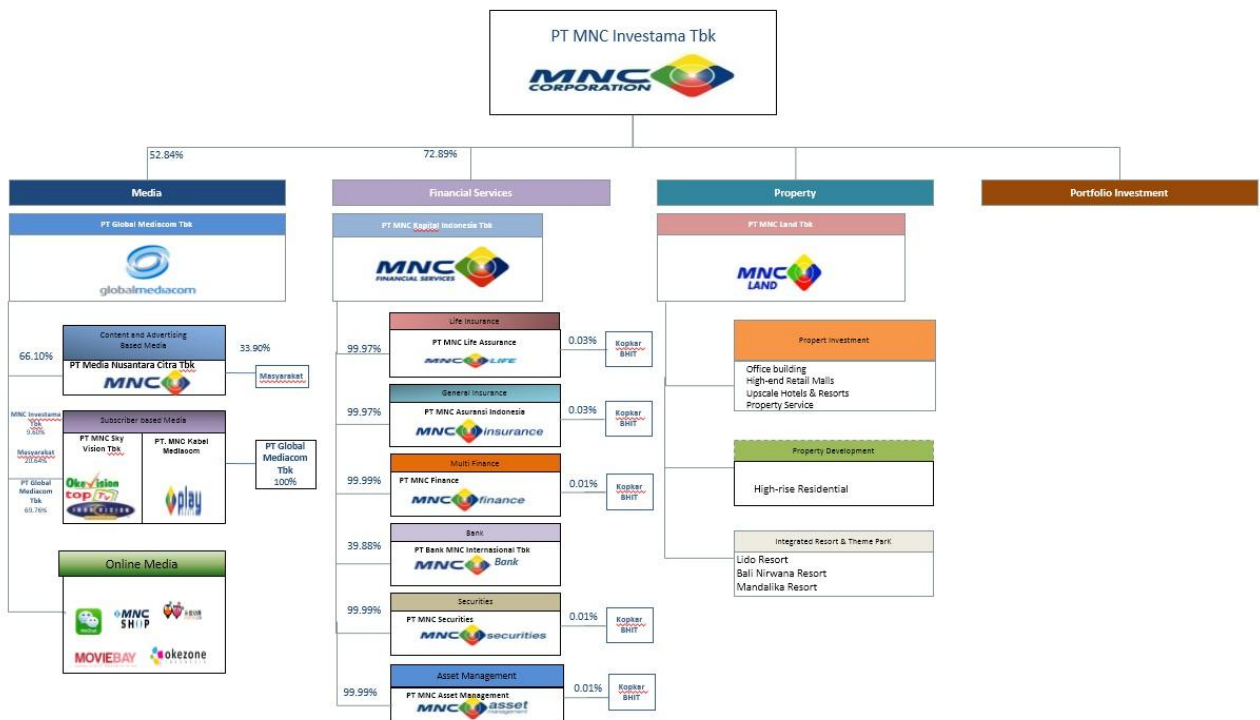 PT MNC Investama Tbk
MNC
CORPORATION
52.84%
72.89%
Media
Financial Services
Property
Portfolio Investment
PT Global Mediacom Tbk
globalmediacom
PT MNC Kapital Indonesia Tbk
MNC
FINANCIAL SERVICES
PT MNC Land Tbk
MNC
LAND
66.10%
Content and Advertising
Based Media
PT Media Nusantara Citra Tbk
MNC
33.90%
Masyarakat
MNC Investama
Tbk
9.60%
Masyarakat
20.64%
PT Global
Mediacom
Tbk
69.76%
Subscriber based Media
PT MNC Sky
Vision Tbk
Okevision
top TV
INDOVISION
PT. MNC Kabel
Mediacom
play
PT Global
Mediacom
Tbk
100%
Online Media
WeChat
MNC
SHOP
MOVIEBAY
okezone
99.97%
Life Insurance
PT MNC Life Assurance
MNC LIFE
0.03%
Kopkar
BHIT
99.97%
General Insurance
PT MNC Asuransi Indonesia
MNC insurance
0.03%
Kopkar
BHIT
99.99%
Multi Finance
PT MNC Finance
MNC finance
0.01%
Kopkar
BHIT
39.88%
Bank
PT Bank MNC Internasional Tbk
MNC Bank
99.99%
Securities
PT MNC Securities
MNC securities
0.01%
Kopkar
BHIT
99.99%
Asset Management
PT MNC Asset Management
MNC asset
management
0.01%
Kopkar
BHIT
Propert Investment
Office building
High-end Retail Malls
Upscale Hotels & Resorts
Property Service
Property Development
High-rise Residential
Integrated Resort & Theme ParK
Lido Resort
Bali Nirwana Resort
Mandalika Resort